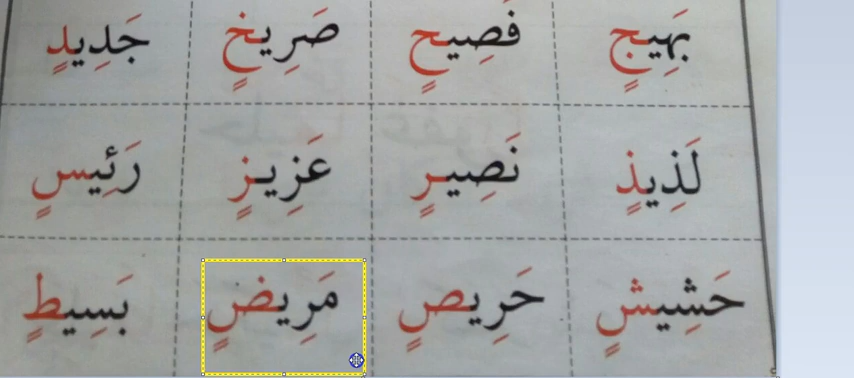 بَهِيجٍ فَصِيحٍ صَرِيخٍ جَدِيدٍ
لَذِيذٍ نَصِيرٍ عَزِيزٍ رَئِيسٍ
حَشِيشٍ حَرِيصٍ مَرِيضٍ بَسِيطٍ